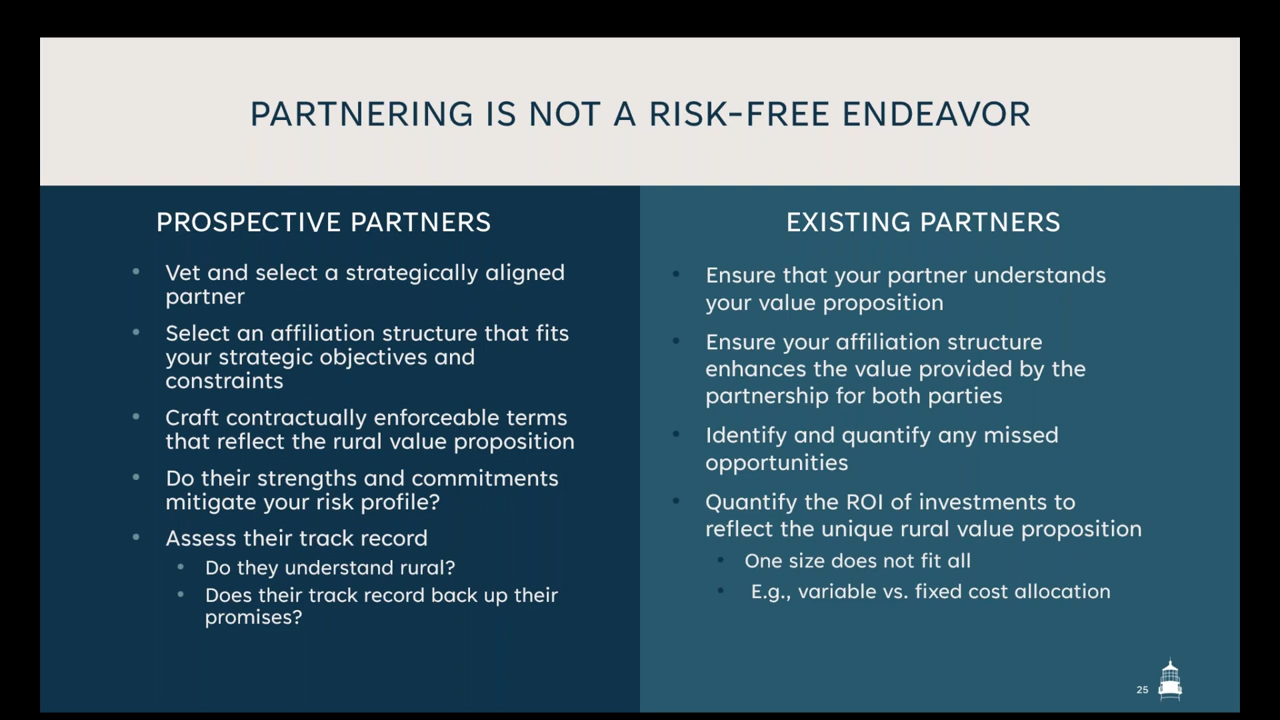 PARTNERING IS NOT A RISK-FREE ENDEAVOR
PROSPECTIVE PARTNERS
• Vet and select a strategically aligned
partner
• Select an affiliation structure that fits
your strategic objectives and
constraints
• Craft contractually enforceable terms
that reflect the rural value proposition
• Do their strengths and commitments
mitigate your risk profile?
• Assess their track record
• Do they understand rural?
• Does their track record back up their
promises?
EXISTING PARTNERS
• Ensure that your partner understands
your value proposition
• Ensure your affiliation structure
enhances the value provided by the
partnership for both parties
• Identify and quantify any missed
opportunities
• Quantify the ROI of investments to
reflect the unique rural value proposition
• One size does not fit all
• E.g., variable vs. fixed cost allocation
25